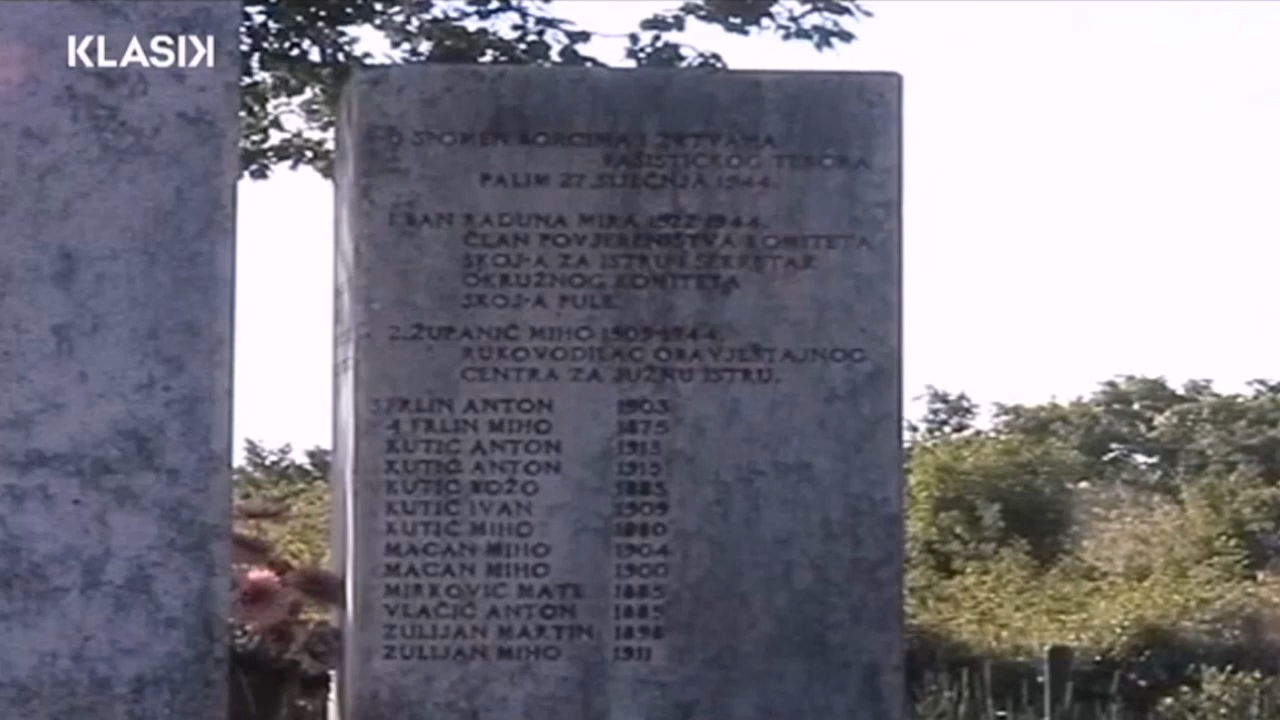 KLASIK
U SPOMEN BORCIMA I ŽRTVAMA
FAŠISTIČKOG TERORA
PALIM 27. SIJEČNJA 1944.
1. BAN RADUNA MIRA 1922-1944.
ČLAN POVJERENIŠTVA KOMITETA
SKOJ-A ZA ISTRU I SEKRETAR
OKRUŽNOG KOMITETA
SKOJ-A PULE
2. ŽUPANIĆ MIHO 1905-1944.
RUKOVODILAC OBAVJEŠTAJNOG
CENTRA ZA JUŽNU ISTRU.
3 FRLIN ANTON 1903
4 FRLIN MIHO 1875
KUTIĆ ANTON 1915
KUTIĆ ANTON 1915
KUTIĆ BOŽO 1885
KUTIĆ IVAN 1909
KUTIĆ MIHO 1880
MACAN MIHO 1904
MACAN MIHO 1900
MIRKOVIĆ MATE 1885
VLAČIĆ ANTON 1885
ZULIJAN MARTIN 1898
ZULIJAN MIHO 1911